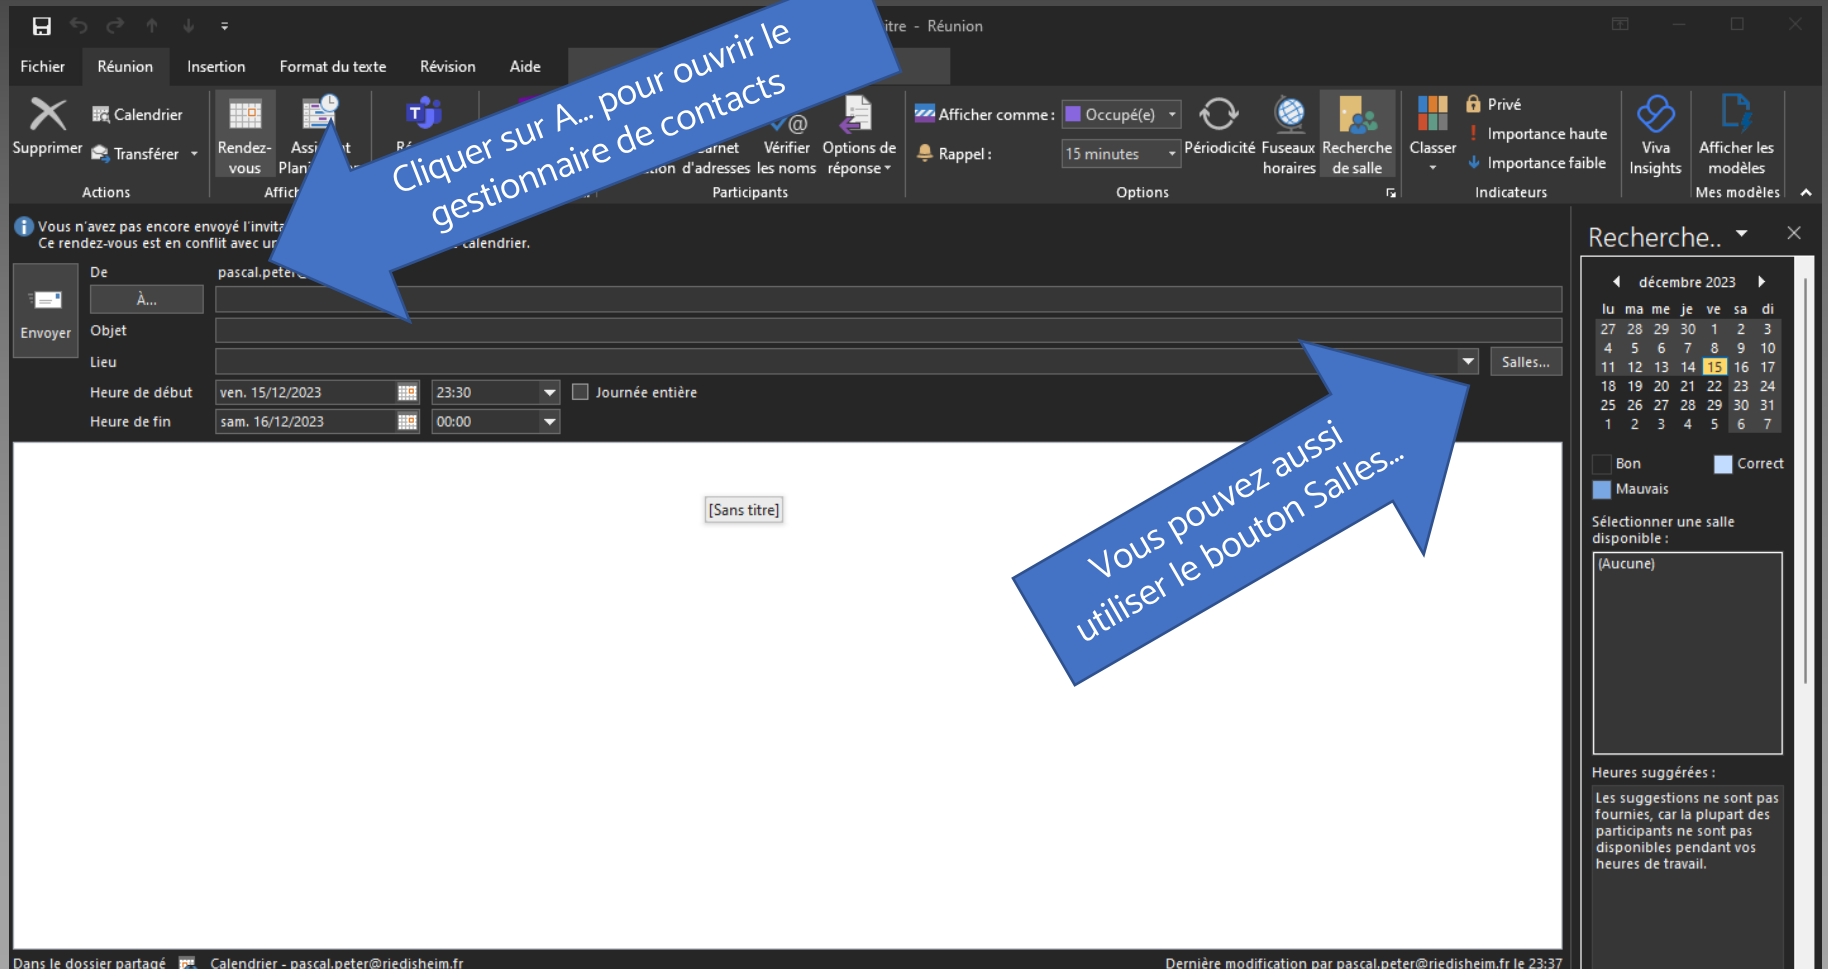 itre - Réunion
Fichier Réunion Insertion Format du texte Révision Aide
Supprimer
Calendrier
Transférer
Actions
Rendez-
vous
Cliquer sur A... pour ouvrir le
gestionnaire de contacts
d'adresses
Vérifier
les noms
Options de
réponse
Participants
Afficher comme :
Occupé(e)
Rappel :
15 minutes
Périodicité
Fuseaux
horaires
Recherche
de salle
Options
Classer
Privé
Importance haute
Importance faible
Indicateurs
Viva
Insights
Afficher les
modèles
Mes modèles
Vous n'avez pas encore envoyé l'invita
Ce rendez-vous est en conflit avec un
calendrier.
Envoyer
De pascal.peter@
À...
Objet
Lieu
Salles...
Heure de début ven. 15/12/2023 23:30 Journée entière
Heure de fin sam. 16/12/2023 00:00
[Sans titre]
Vous pouvez aussi
utiliser le bouton Salles...
Recherche..
décembre 2023
lu ma me je ve sa di
27 28 29 30 1 2 3
4 5 6 7 8 9 10
11 12 13 14 15 16 17
18 19 20 21 22 23 24
25 26 27 28 29 30 31
1 2 3 4 5 6 7
Bon Correct
Mauvais
Sélectionner une salle
disponible :
(Aucune)
Heures suggérées :
Les suggestions ne sont pas
fournies, car la plupart des
participants ne sont pas
disponibles pendant vos
heures de travail.
Dans le dossier partagé Calendrier - pascal.peter@riedisheim.fr
Dernière modification par pascal.peter@riedisheim.fr le 23:37